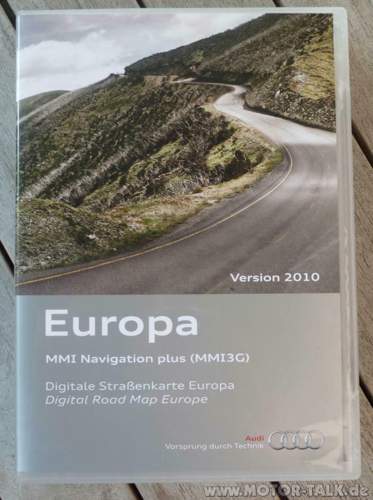 Version 2010
Europa
MMI Navigation plus (MMI3G)
Digitale Straßenkarte Europa
Digital Road Map Europe
Audi
Vorsprung durch Technik
www.MOTOR-TALK.de